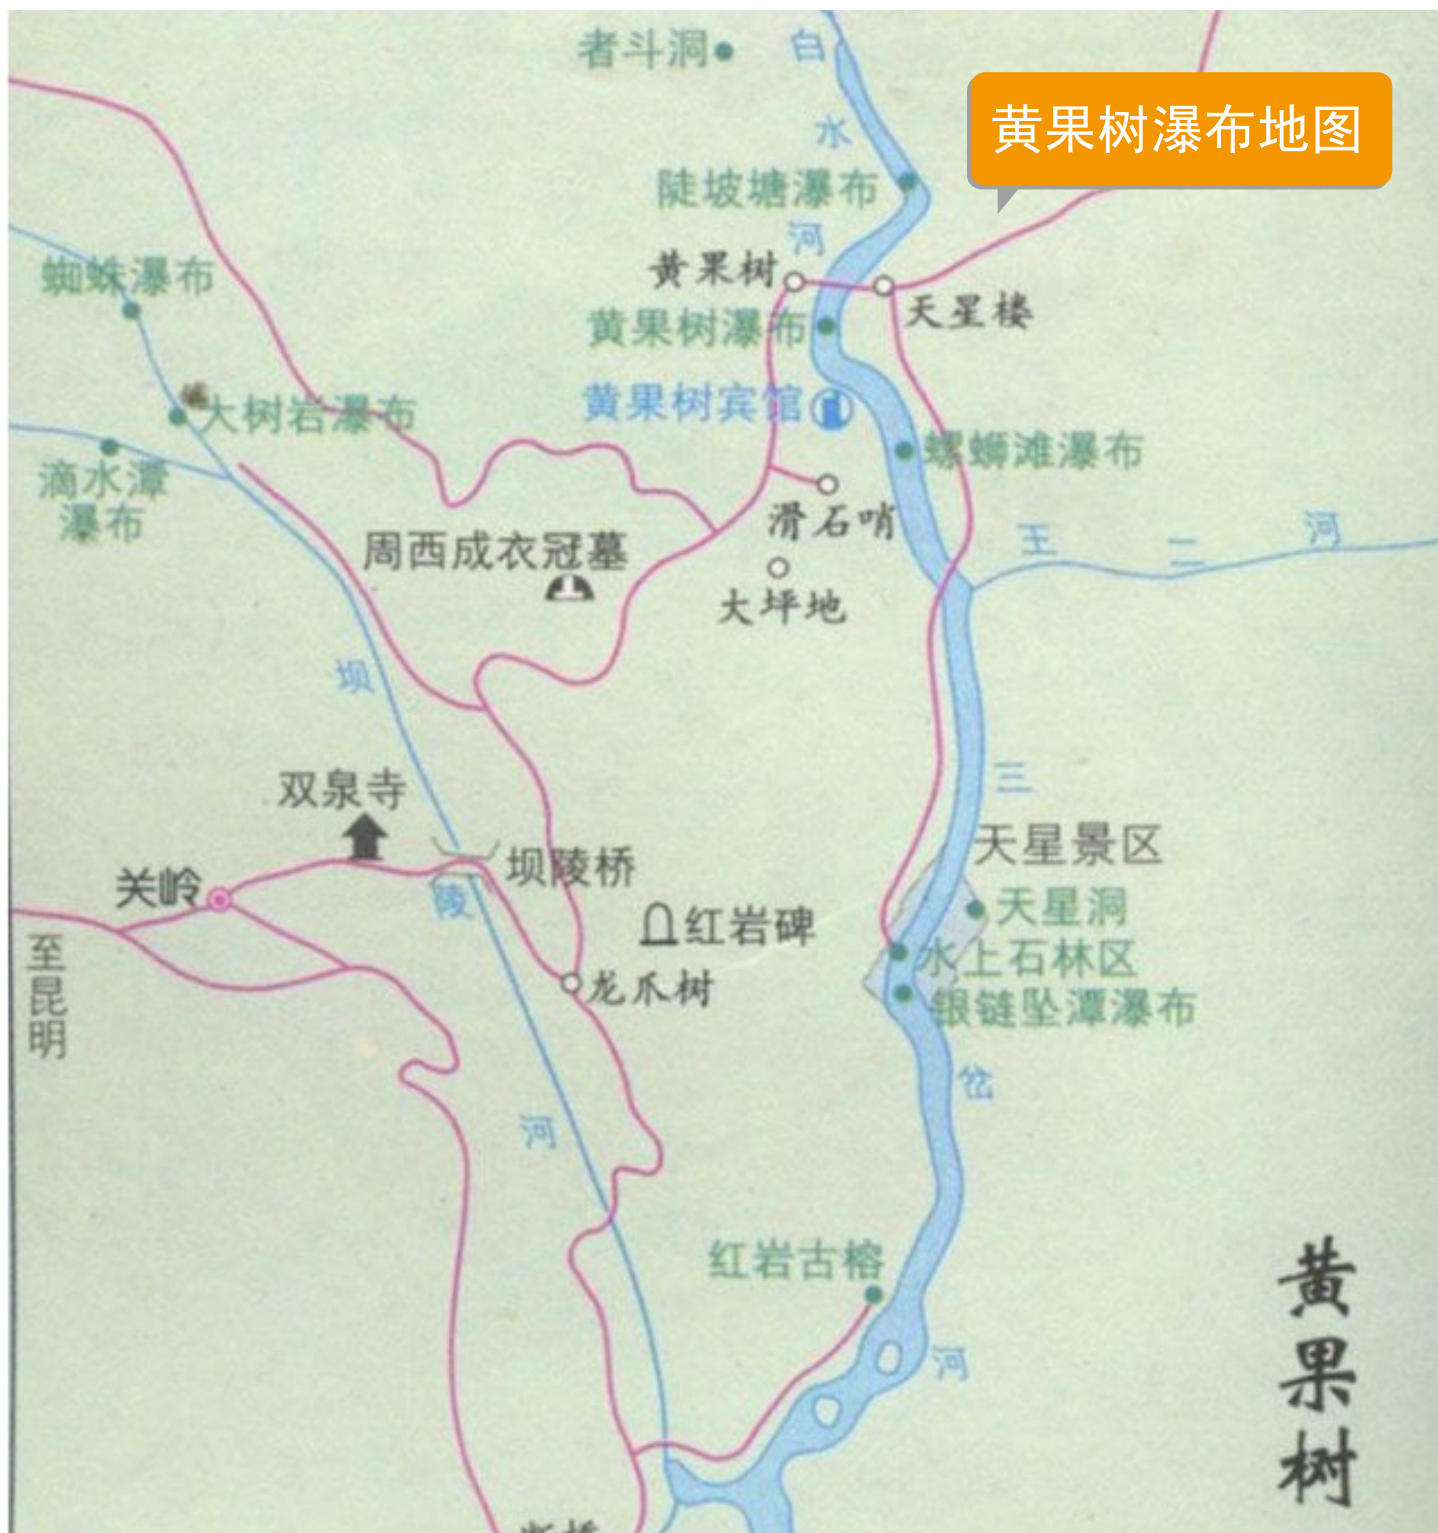 者斗洞
白
水
河
黄果树瀑布地图
陡坡塘瀑布
黄果树
天星楼
蜘蛛瀑布
黄果树瀑布
黄果树宾馆
大树岩瀑布
螺蛳滩瀑布
滴水潭
瀑布
滑石哨
王二河
周西成衣冠墓
大坪地
坝
陵
河
双泉寺
三
岔
河
天星景区
坝陵桥
关岭
天星洞
红岩碑
水上石林区
至昆明
龙爪树
银链坠潭瀑布
红岩古榕
黄果树